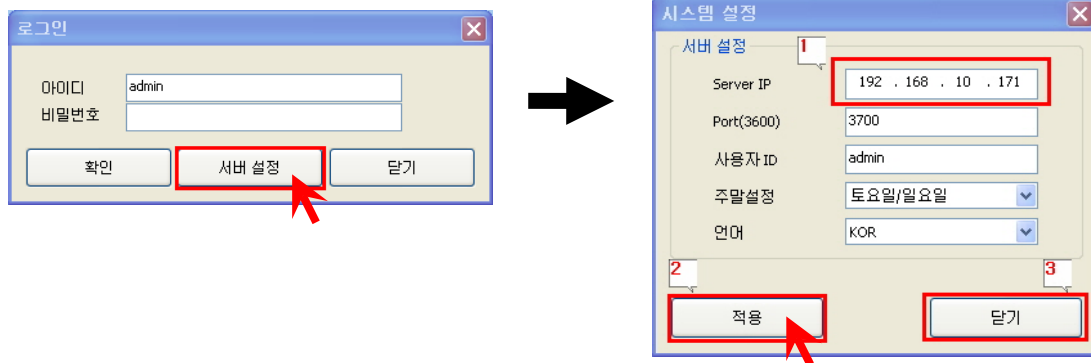 로그인
아이디 admin
비밀번호
확인 서버 설정 닫기
시스템 설정
서버 설정 1
Server IP 192 . 168 . 10 . 171
Port(3600) 3700
사용자 ID admin
주말설정 토요일/일요일
언어 KOR
2 3
적용 닫기